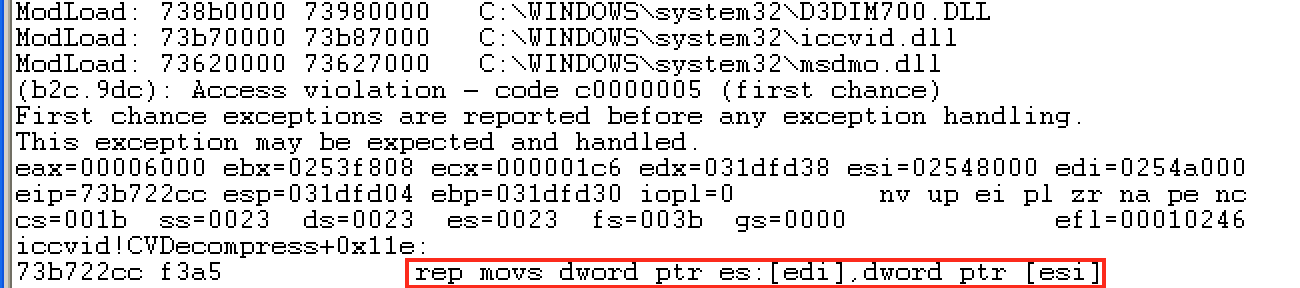 ModLoad: 738b0000 73980000   C:\WINDOWS\system32\D3DIM700.DLL
ModLoad: 73b70000 73b87000   C:\WINDOWS\system32\iccvid.dll
ModLoad: 73620000 73627000   C:\WINDOWS\system32\msdmo.dll
(b2c.9dc): Access violation - code c0000005 (first chance)
First chance exceptions are reported before any exception handling.
This exception may be expected and handled.
eax=00006000 ebx=0253f808 ecx=000001c6 edx=031dfd38 esi=02548000 edi=0254a000
eip=73b722cc esp=031dfd04 ebp=031dfd30 iopl=0         nv up ei pl zr na pe nc
cs=001b  ss=0023  ds=0023  es=0023  fs=003b  gs=0000             efl=00010246
iccvid!CVDecompress+0x11e:
73b722cc f3a5            rep movs dword ptr es:[edi],dword ptr [esi]